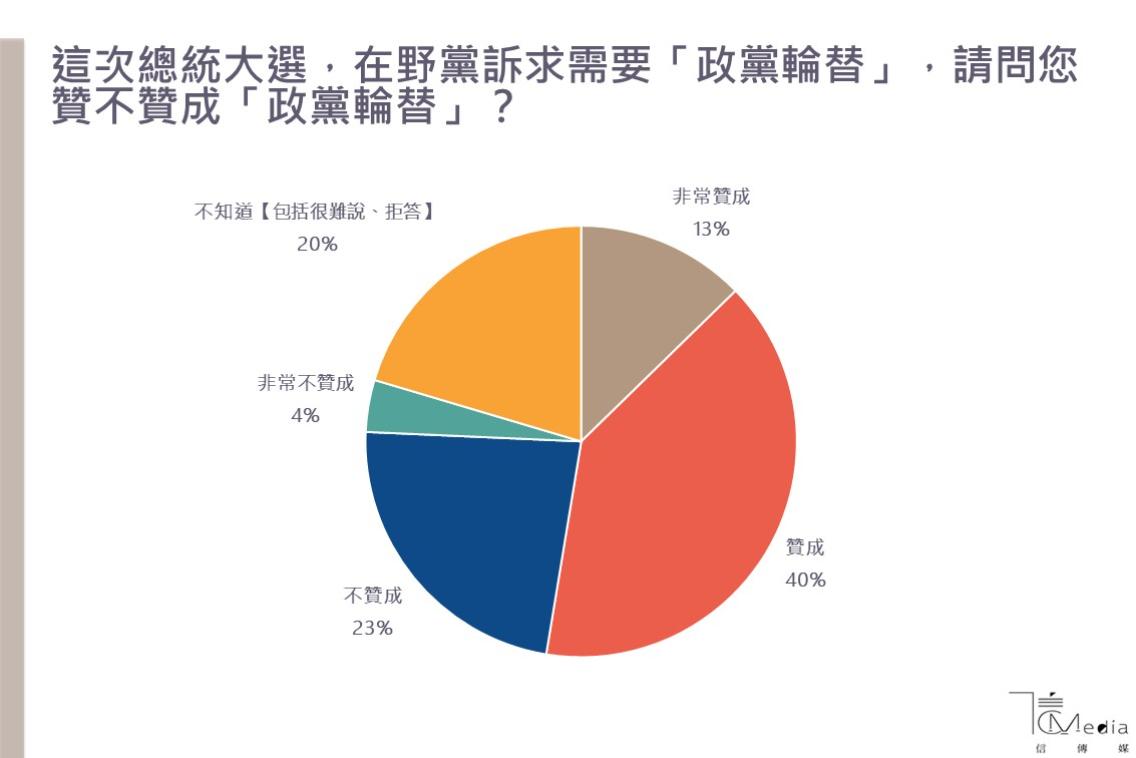 這次總統大選，在野黨訴求需要「政黨輪替」，請問您
贊不贊成「政黨輪替」？
非常贊成
13%
不知道【包括很難說、拒答】
20%
非常不贊成
4%
贊成
40%
不贊成
23%
信 CMedia
信 傳 媒